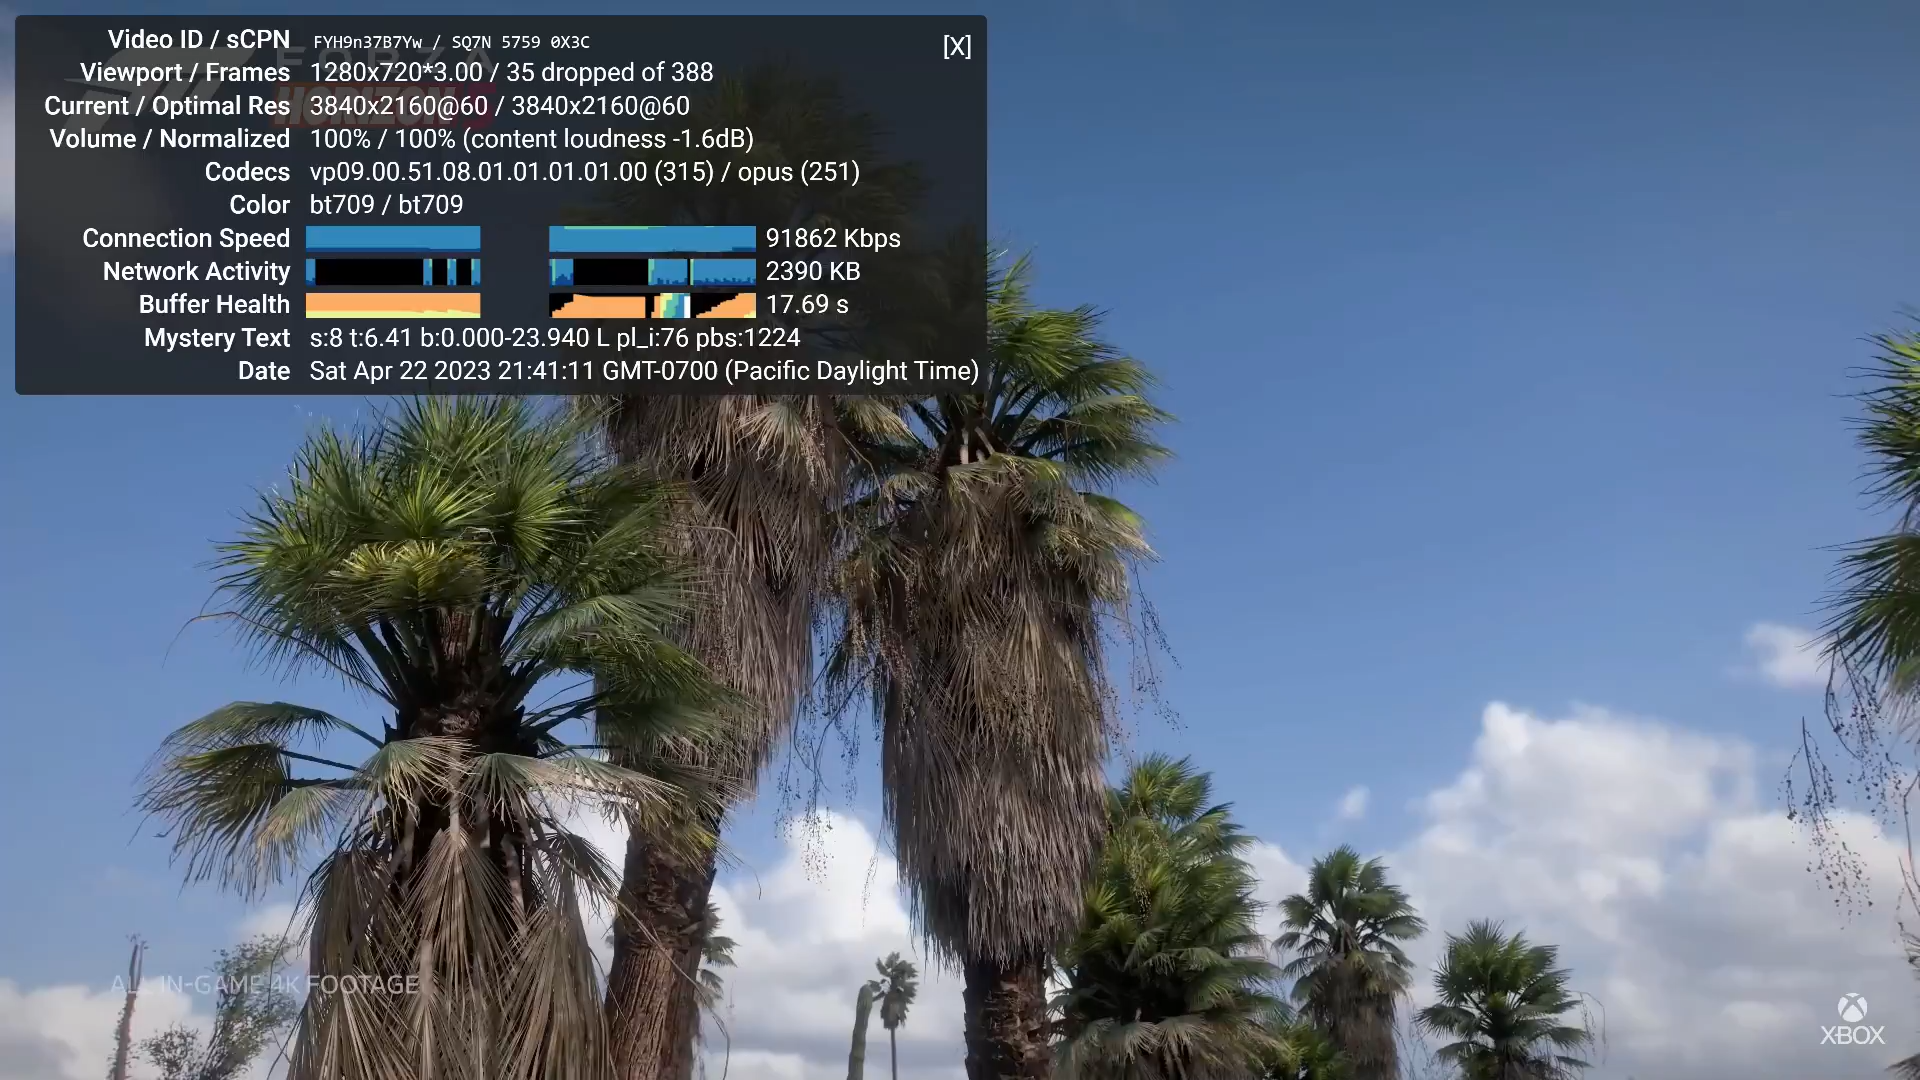 Video ID / sCPN FYH9n37B7Yw / SQ7N 5759 0X3C [X]
Viewport / Frames 1280x720*3.00 / 35 dropped of 388
Current / Optimal Res 3840x2160@60 / 3840x2160@60
Volume / Normalized 100% / 100% (content loudness -1.6dB)
Codecs vp09.00.51.08.01.01.01.01.00 (315) / opus (251)
Color bt709 / bt709
Connection Speed 91862 Kbps
Network Activity 2390 KB
Buffer Health 17.69 s
Mystery Text s:8 t:6.41 b:0.000-23.940 L pl_i:76 pbs:1224
Date Sat Apr 22 2023 21:41:11 GMT-0700 (Pacific Daylight Time)
FORZA
HORIZON 5
ALL IN-GAME 4K FOOTAGE
XBOX